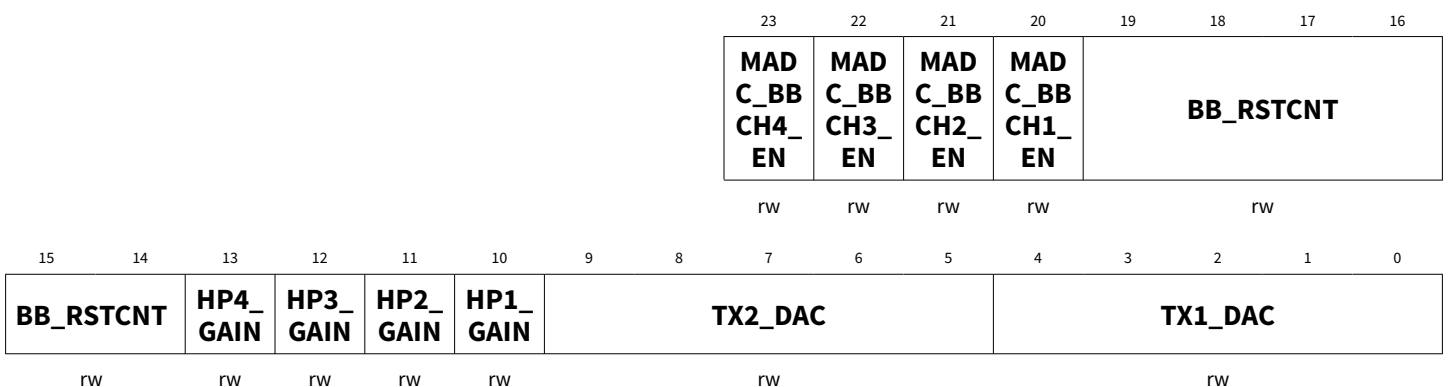 23 22 21 20 19 18 17 16
MAD MAD MAD MAD
C_BB C_BB C_BB C_BB
CH4_ CH3_ CH2_ CH1_
EN EN EN EN
BB_RSTCNT
rw rw rw rw rw
15 14 13 12 11 10 9 8 7 6 5 4 3 2 1 0
BB_RSTCNT HP4_ HP3_ HP2_ HP1_ TX2_DAC TX1_DAC
GAIN GAIN GAIN GAIN
rw rw rw rw rw rw rw